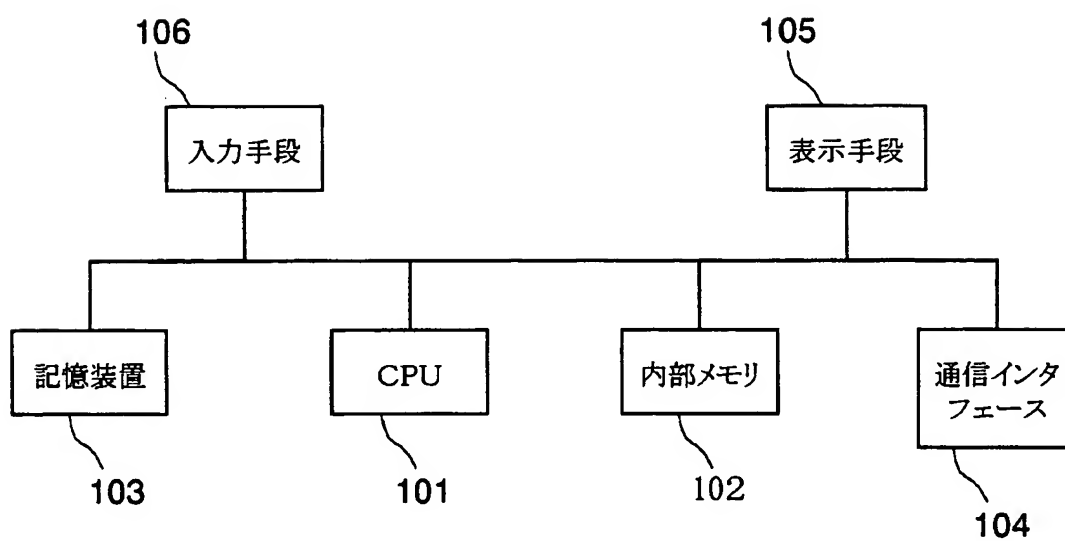 106
105
入力手段
表示手段
記憶装置
CPU
内部メモリ
通信インタ
フェース
103
101
102
104